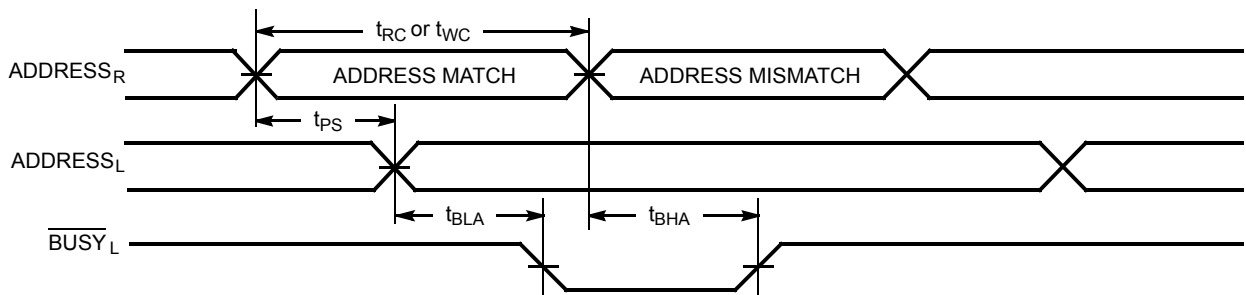 tRC or tWC
ADDRESSR
ADDRESS MATCH
ADDRESS MISMATCH
tPS
ADDRESSL
tBLA
tBHA
BUSYL